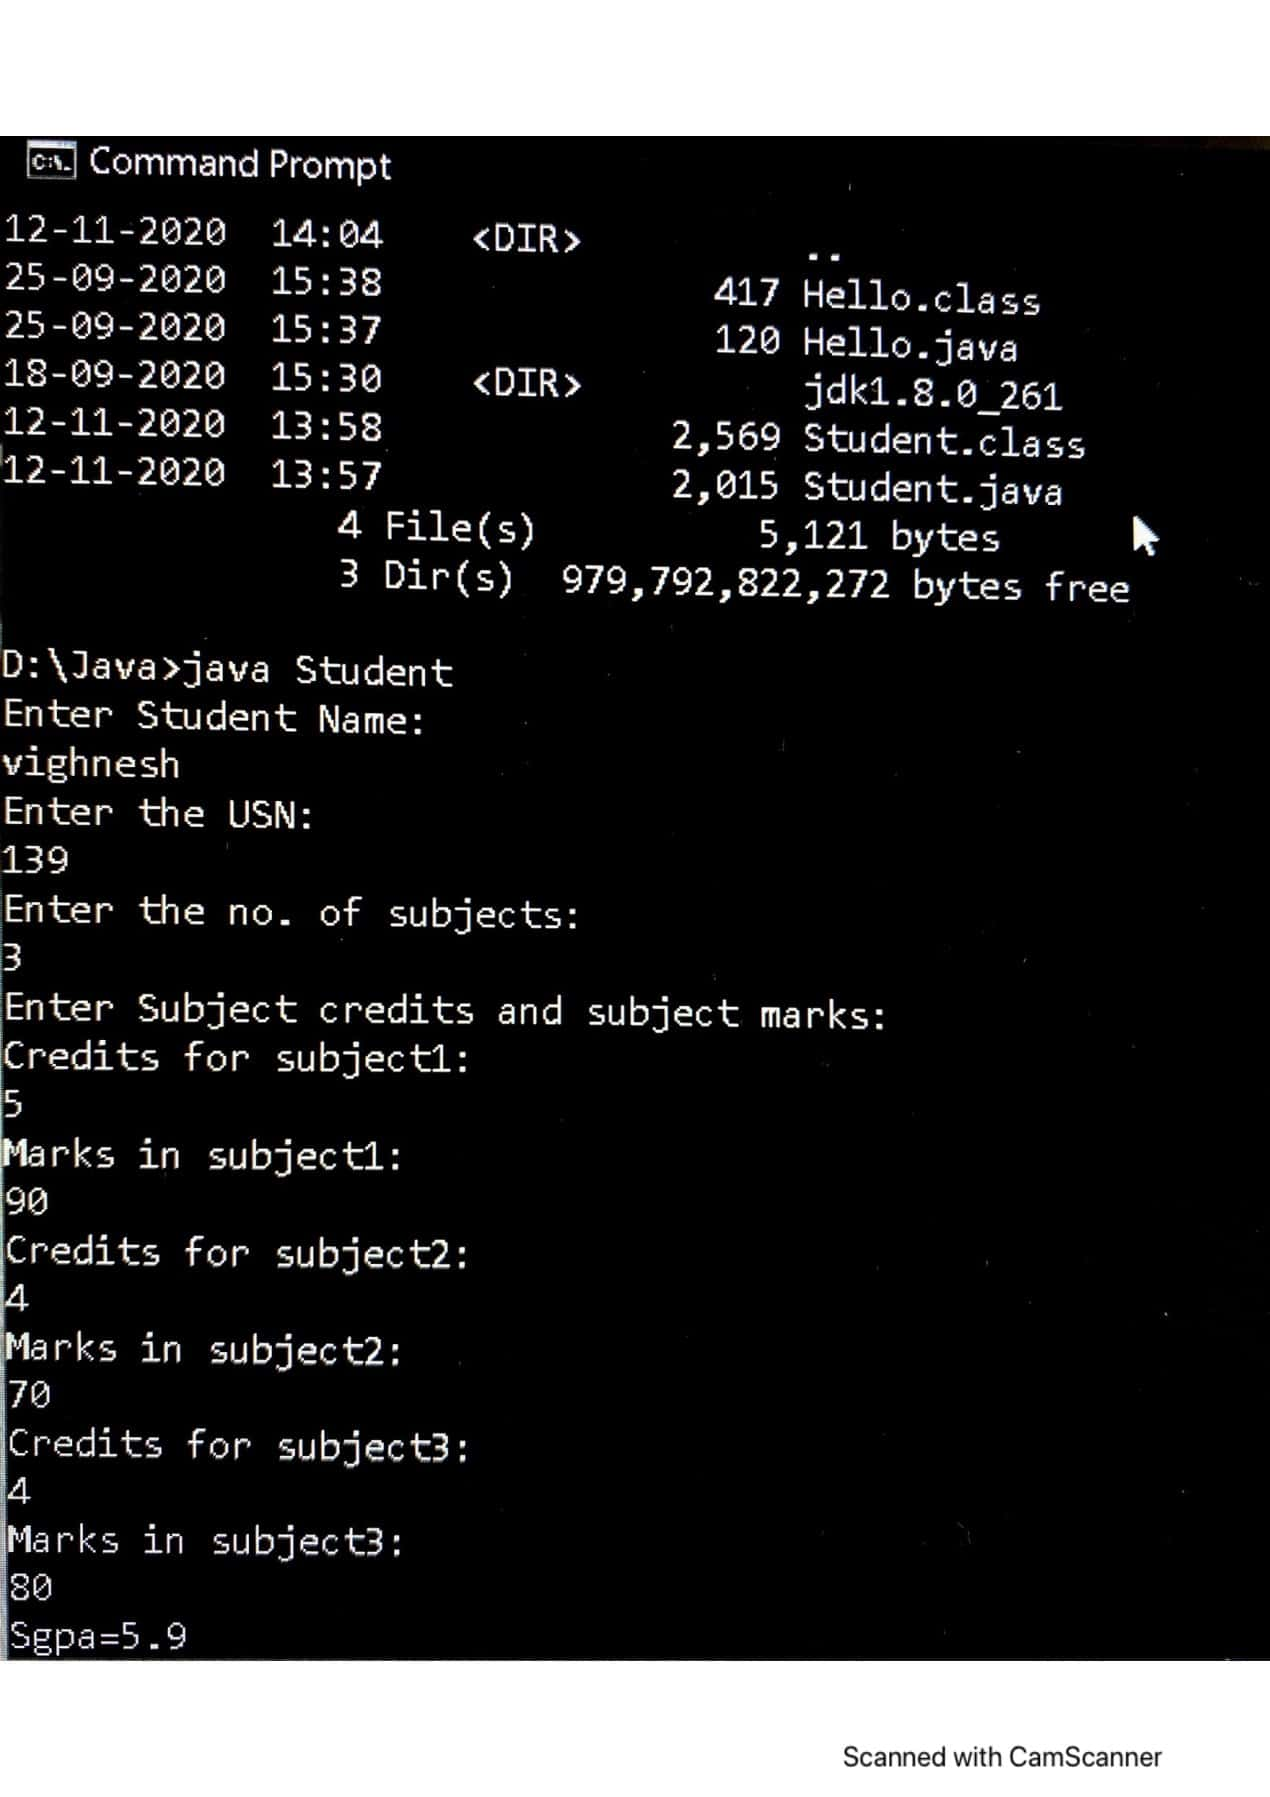 C:\. Command Prompt
12-11-2020  14:04    <DIR>          ..
25-09-2020  15:38               417 Hello.class
25-09-2020  15:37               120 Hello.java
18-09-2020  15:30    <DIR>          jdk1.8.0_261
12-11-2020  13:58             2,569 Student.class
12-11-2020  13:57             2,015 Student.java
               4 File(s)          5,121 bytes
               3 Dir(s)  979,792,822,272 bytes free
D:\Java>java Student
Enter Student Name:
vighnesh
Enter the USN:
139
Enter the no. of subjects:
3
Enter Subject credits and subject marks:
Credits for subject1:
5
Marks in subject1:
90
Credits for subject2:
4
Marks in subject2:
70
Credits for subject3:
4
Marks in subject3:
80
Sgpa=5.9
Scanned with CamScanner